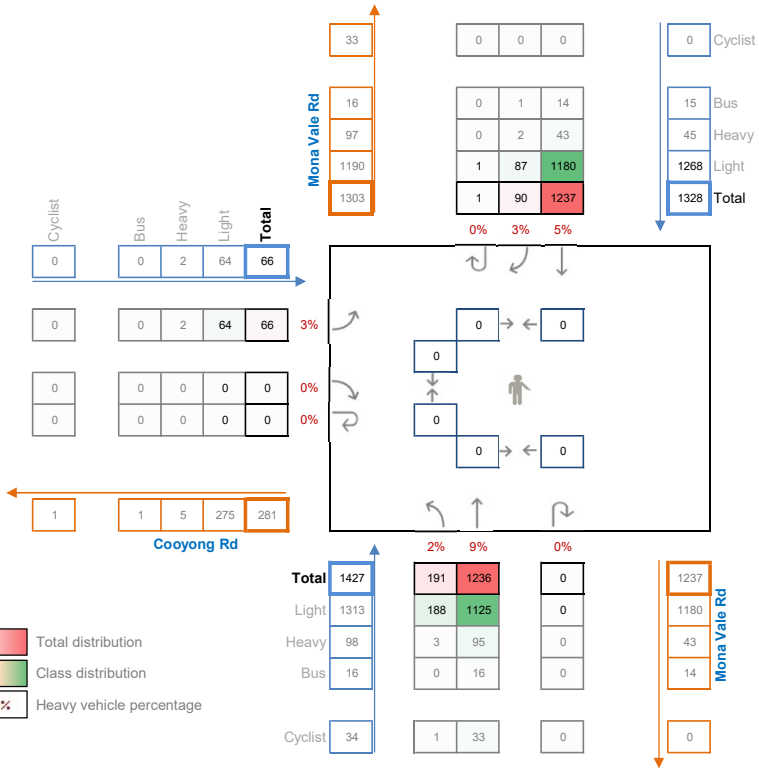 33 0 0 0 0 Cyclist
Mona Vale Rd
16 0 1 14 15 Bus
97 0 2 43 45 Heavy
1190 1 87 1180 1268 Light
1303 1 90 1237 1328 Total
0% 3% 5%
Cyclist Bus Heavy Light Total
0 0 2 64 66
0 0 2 64 66 3%
0 0
0
0 0 0 0 0 0%
0 0 0 0 0 0%
0
0 0
1 1 5 275 281
Cooyong Rd
2% 9% 0%
Total 1427 191 1236 0 1237
Light 1313 188 1125 0 1180
Heavy 98 3 95 0 43
Bus 16 0 16 0 14
Mona Vale Rd
Cyclist 34 1 33 0 0
Total distribution
Class distribution
% Heavy vehicle percentage